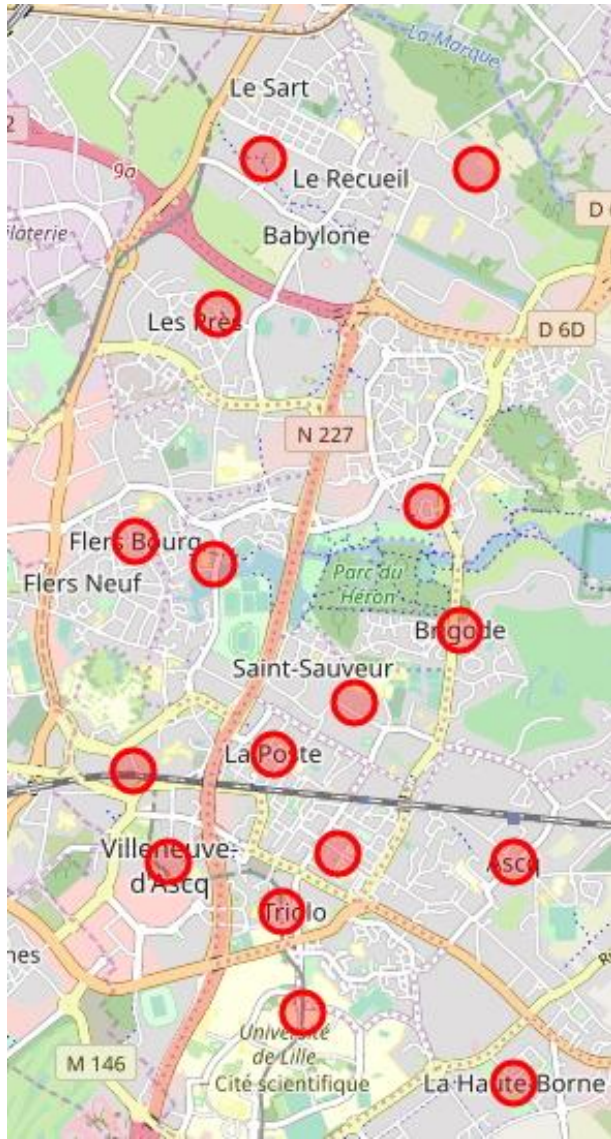 La Marque
Le Sart
9a
2
Le Recueil
D
Babylone
ilaterie
Les Près
D 6D
N 227
Flers Bourg
Flers Neuf
Parc du
Héron
Brigode
Saint-Sauveur
La Poste
Villeneuve-
d'Ascq
Ascq
Triolo
nes
Université
de Lille
– Cité scientifique
M 146
La Haute Borne